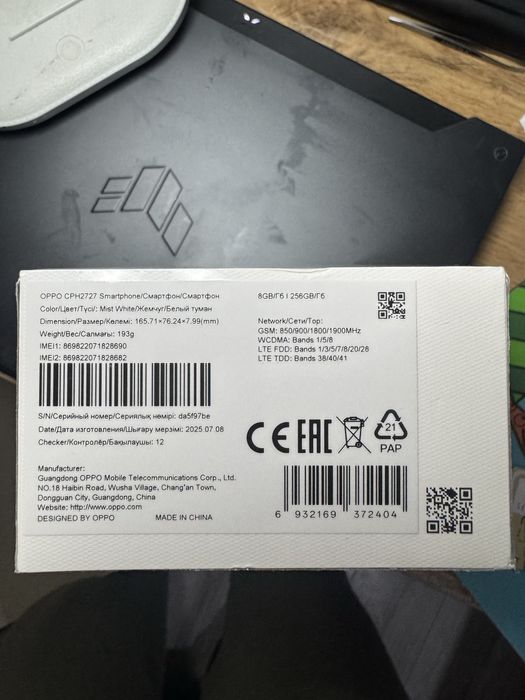 OPPO CPH2727 Smartphone/Смартфон/Смартфон
Color/Цвет/Түсі/: Mist White/Жемчуг/Белый туман
Dimension/Размер/Көлемі: 165.71×76.24×7.99(mm)
Weight/Вес/Салмағы: 193g
IMEI1: 869822071828690
IMEI2: 869822071828682
S/N/Серийный номер/Сериялық нөмірі: da5f97be
Date/Дата изготовления/Шығару мерзімі: 2025.07.08
Checker/Контролёр/Бақылаушы: 12
8GB/Гб | 256GB/Гб
Network/Сети/Тор:
GSM: 850/900/1800/1900MHz
WCDMA: Bands 1/5/8
LTE FDD: Bands 1/3/5/7/8/20/28
LTE TDD: Bands 38/40/41
CE EAC
21
PAP
Manufacturer:
Guangdong OPPO Mobile Telecommunications Corp., Ltd.
NO.18 Haibin Road, Wusha Village, Chang'an Town,
Dongguan City, Guangdong, China
Website: http://www.oppo.com
DESIGNED BY OPPO MADE IN CHINA
6 932169 372404